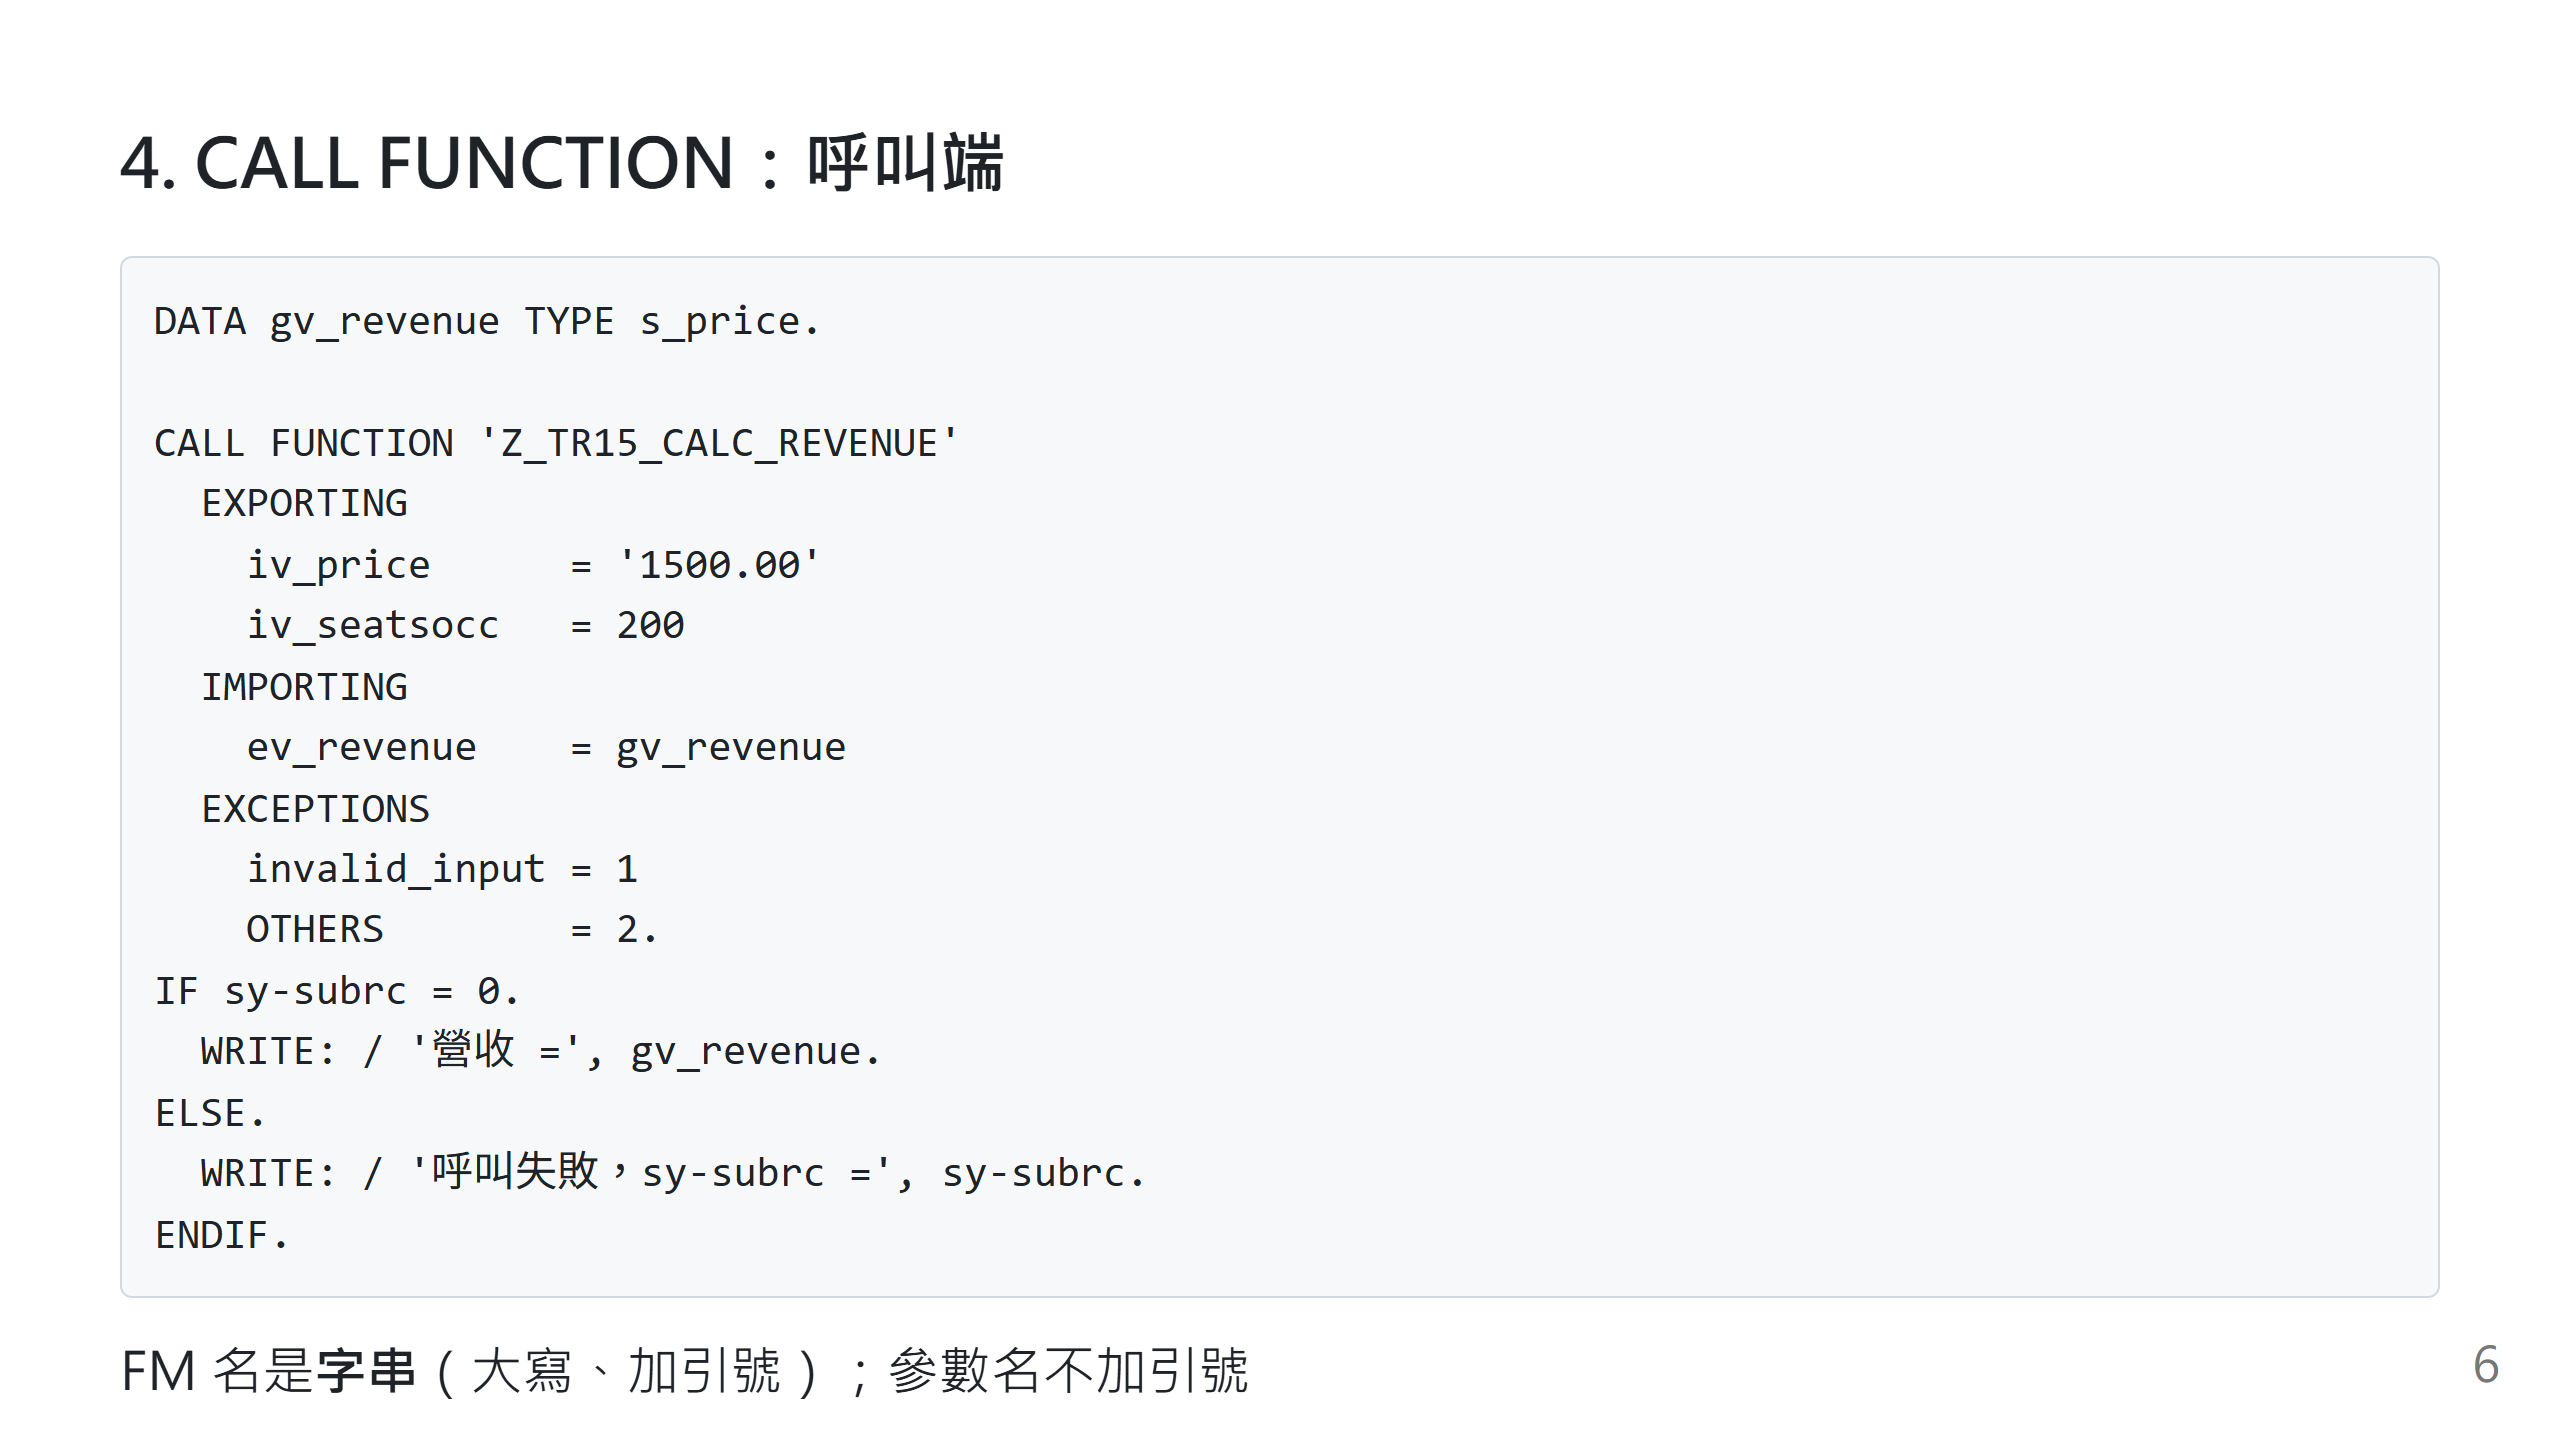 4. CALL FUNCTION：呼叫端
DATA gv_revenue TYPE s_price.
CALL FUNCTION 'Z_TR15_CALC_REVENUE'
  EXPORTING
    iv_price      = '1500.00'
    iv_seatsocc   = 200
  IMPORTING
    ev_revenue    = gv_revenue
  EXCEPTIONS
    invalid_input = 1
    OTHERS        = 2.
IF sy-subrc = 0.
  WRITE: / '營收 =', gv_revenue.
ELSE.
  WRITE: / '呼叫失敗，sy-subrc =', sy-subrc.
ENDIF.
FM 名是字串（大寫、加引號）；參數名不加引號
6